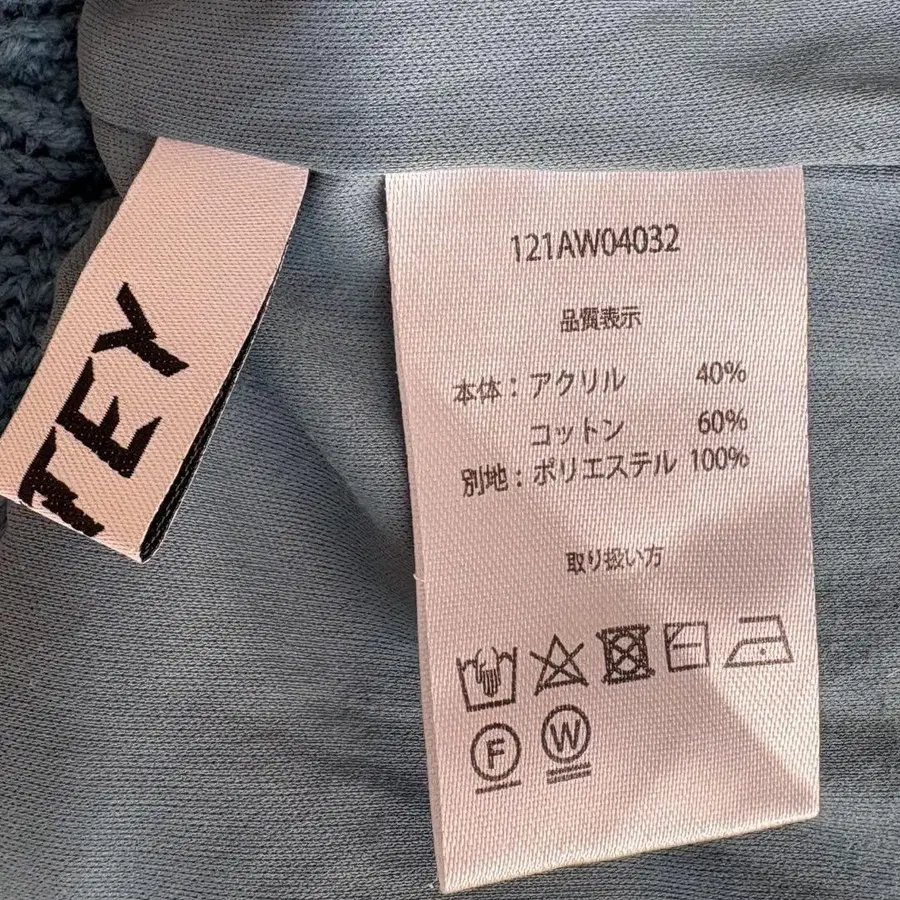 TEY
121AW04032
品質表示
本体：アクリル 40%
コットン 60%
別地：ポリエステル 100%
取り扱い方
F W